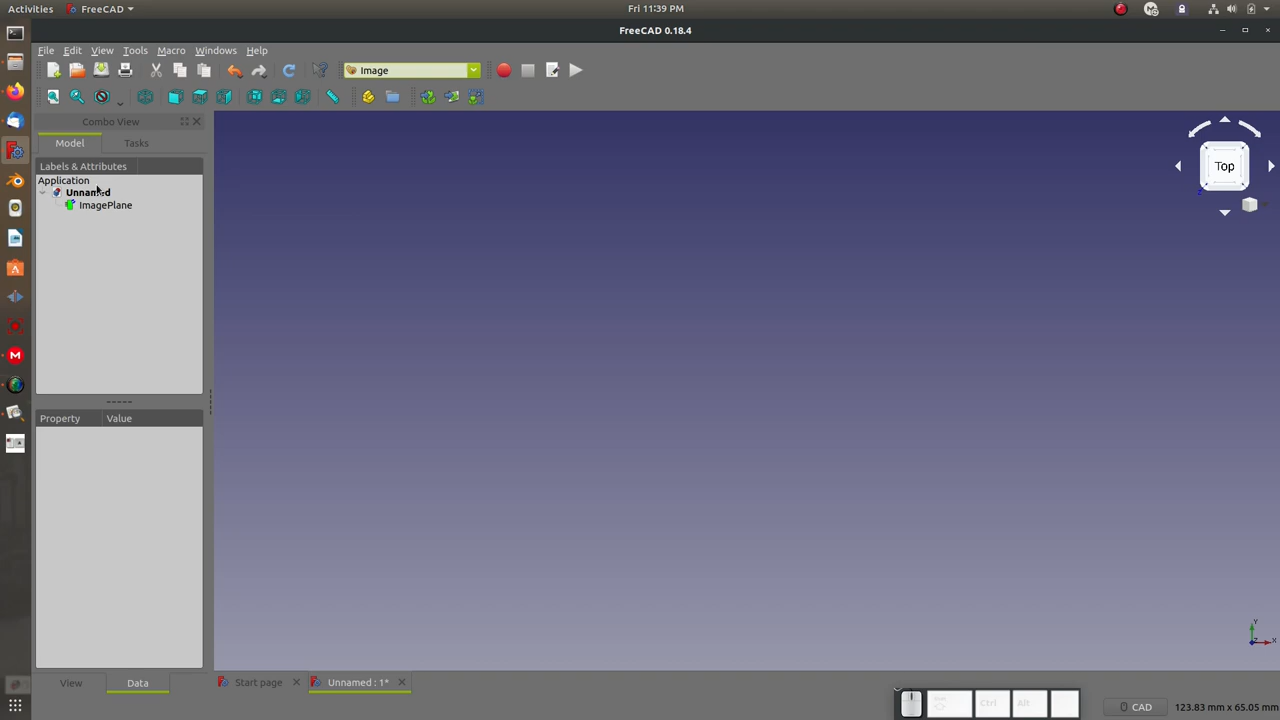 Activities
FreeCAD
Fri 11:39 PM
FreeCAD 0.18.4
File Edit View Tools Macro Windows Help
Image
Combo View
Model Tasks
Labels & Attributes
Application
Unnamed
ImagePlane
Top
Property Value
Y
X
Z
View Data
Start page
Unnamed : 1*
Ctrl
Alt
CAD
123.83 mm x 65.05 mm